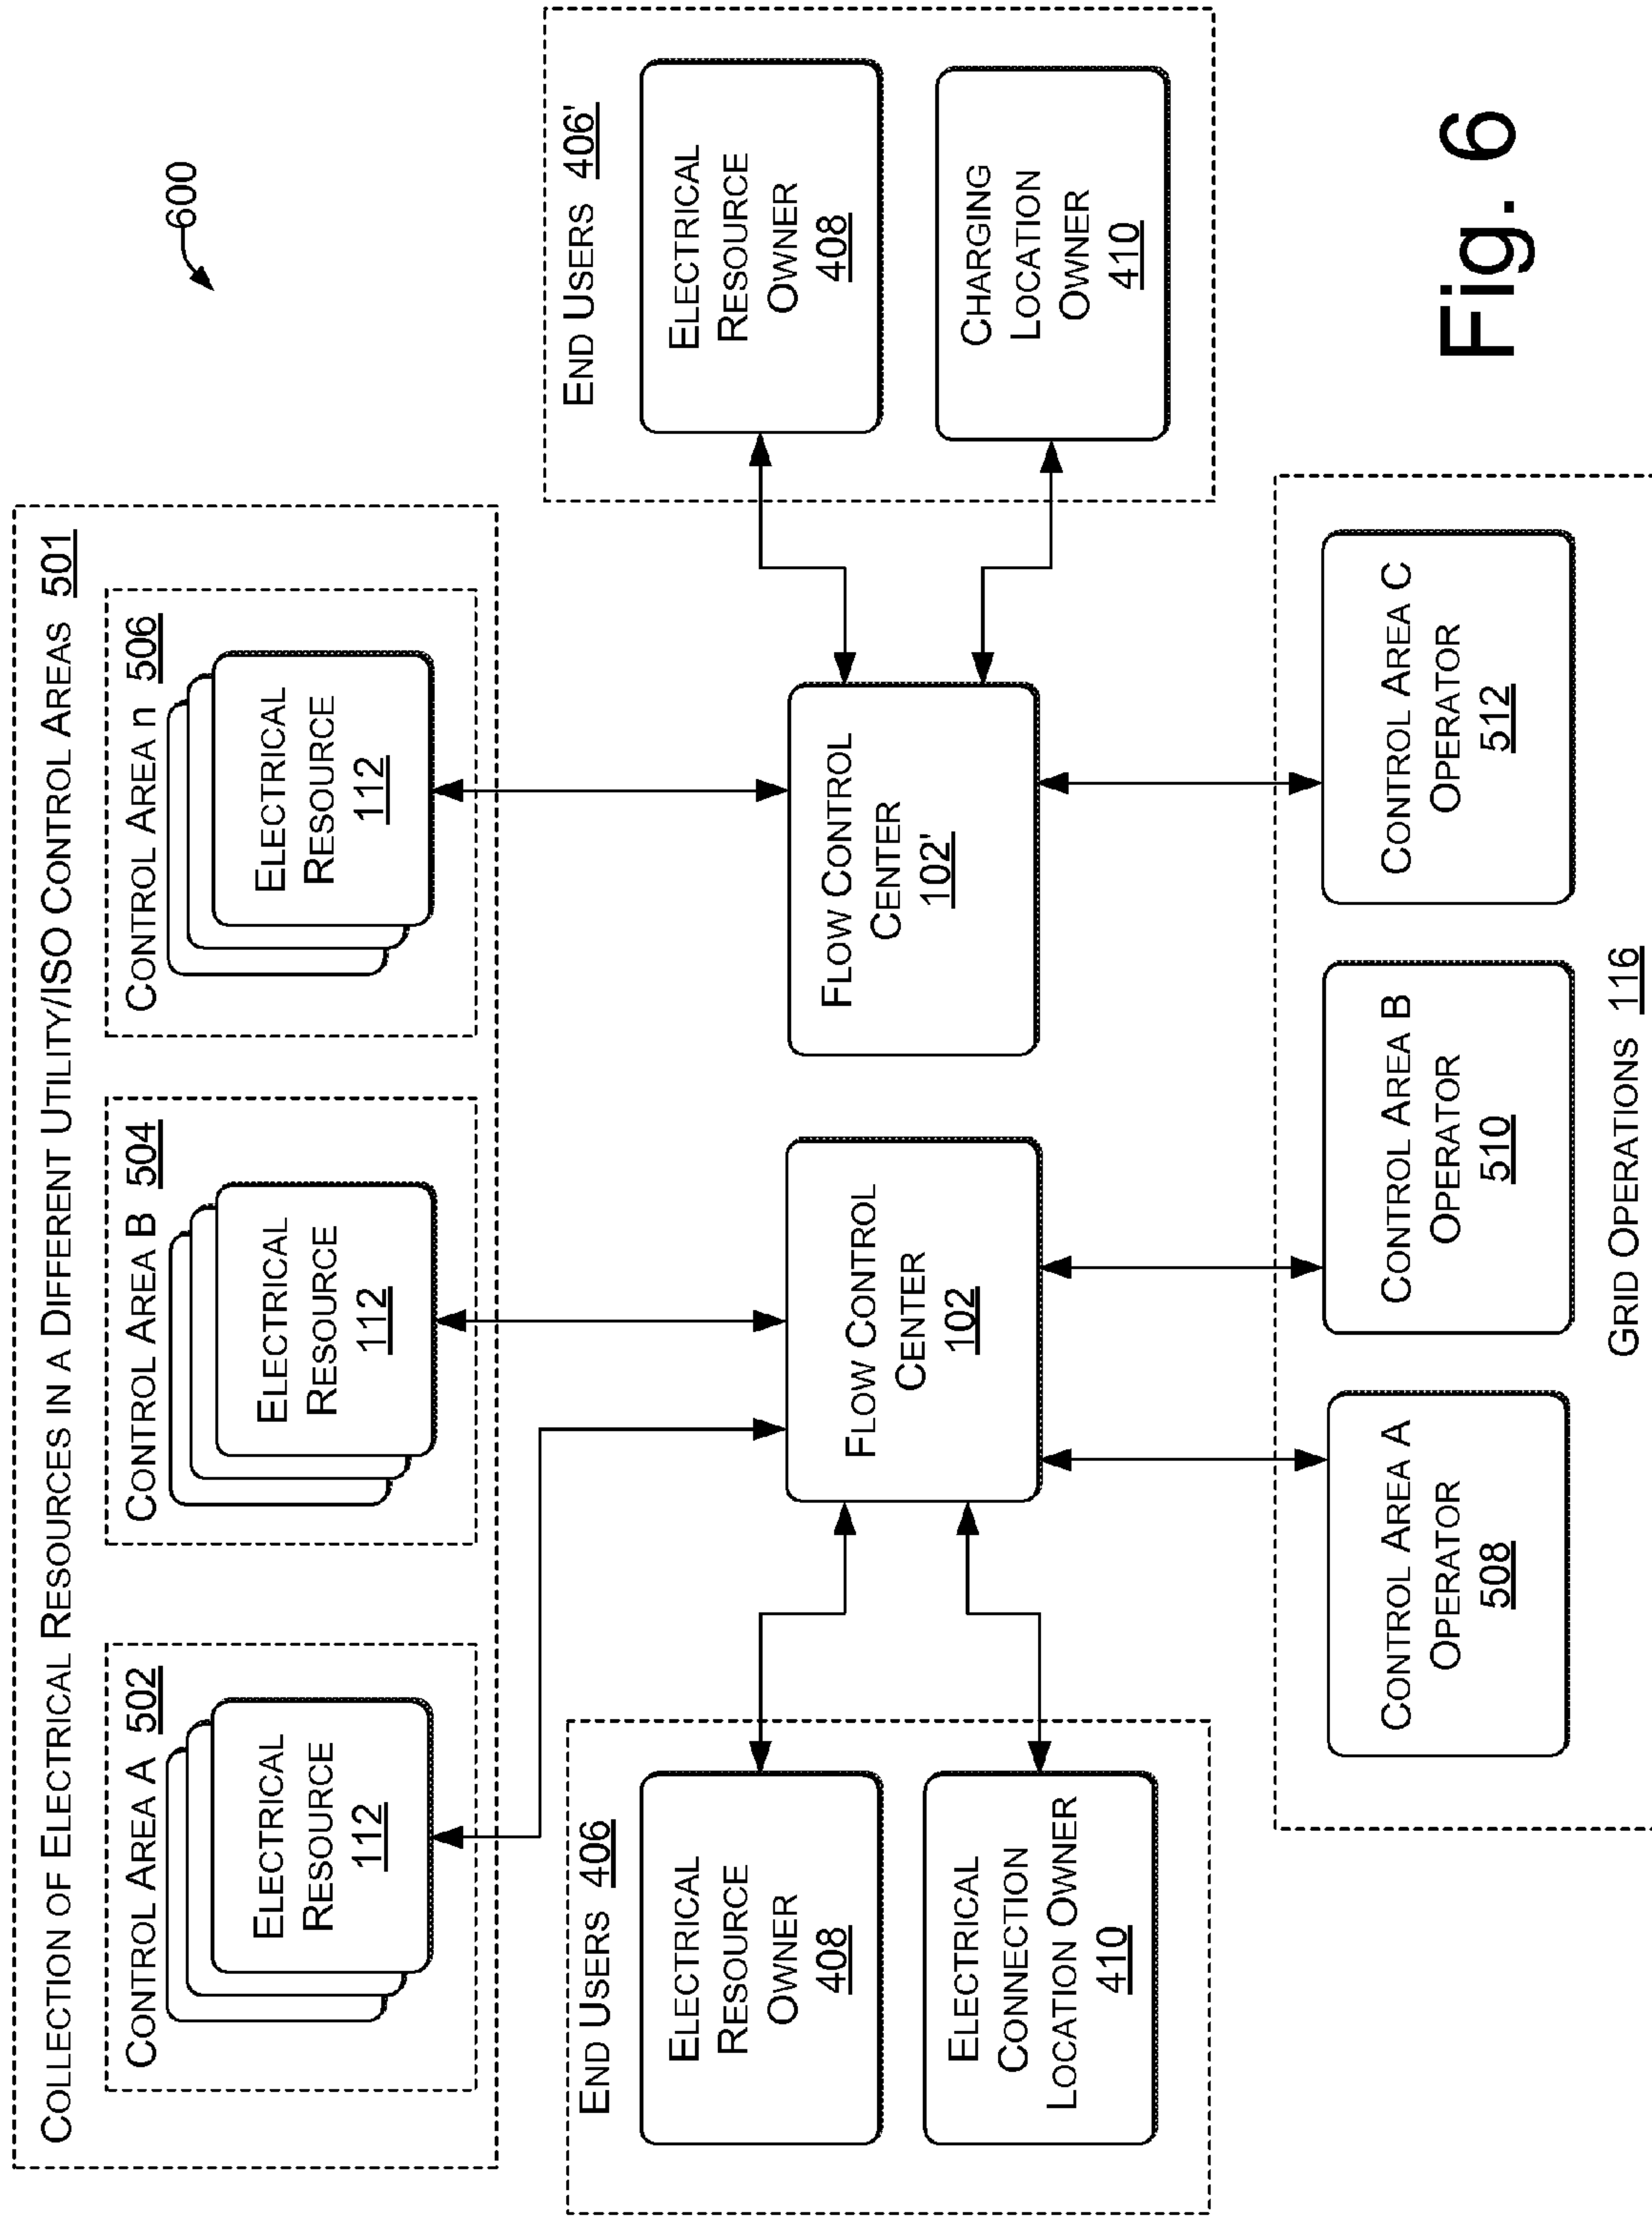 600
COLLECTION OF ELECTRICAL RESOURCES IN A DIFFERENT UTILITY/ISO CONTROL AREAS 501
CONTROL AREA A 502
ELECTRICAL
RESOURCE
112
CONTROL AREA B 504
ELECTRICAL
RESOURCE
112
CONTROL AREA n 506
ELECTRICAL
RESOURCE
112
END USERS 406
ELECTRICAL
RESOURCE
OWNER
408
ELECTRICAL
CONNECTION
LOCATION OWNER
410
FLOW CONTROL
CENTER
102
FLOW CONTROL
CENTER
102'
END USERS 406'
ELECTRICAL
RESOURCE
OWNER
408
CHARGING
LOCATION
OWNER
410
CONTROL AREA A
OPERATOR
508
CONTROL AREA B
OPERATOR
510
CONTROL AREA C
OPERATOR
512
GRID OPERATIONS 116
Fig. 6